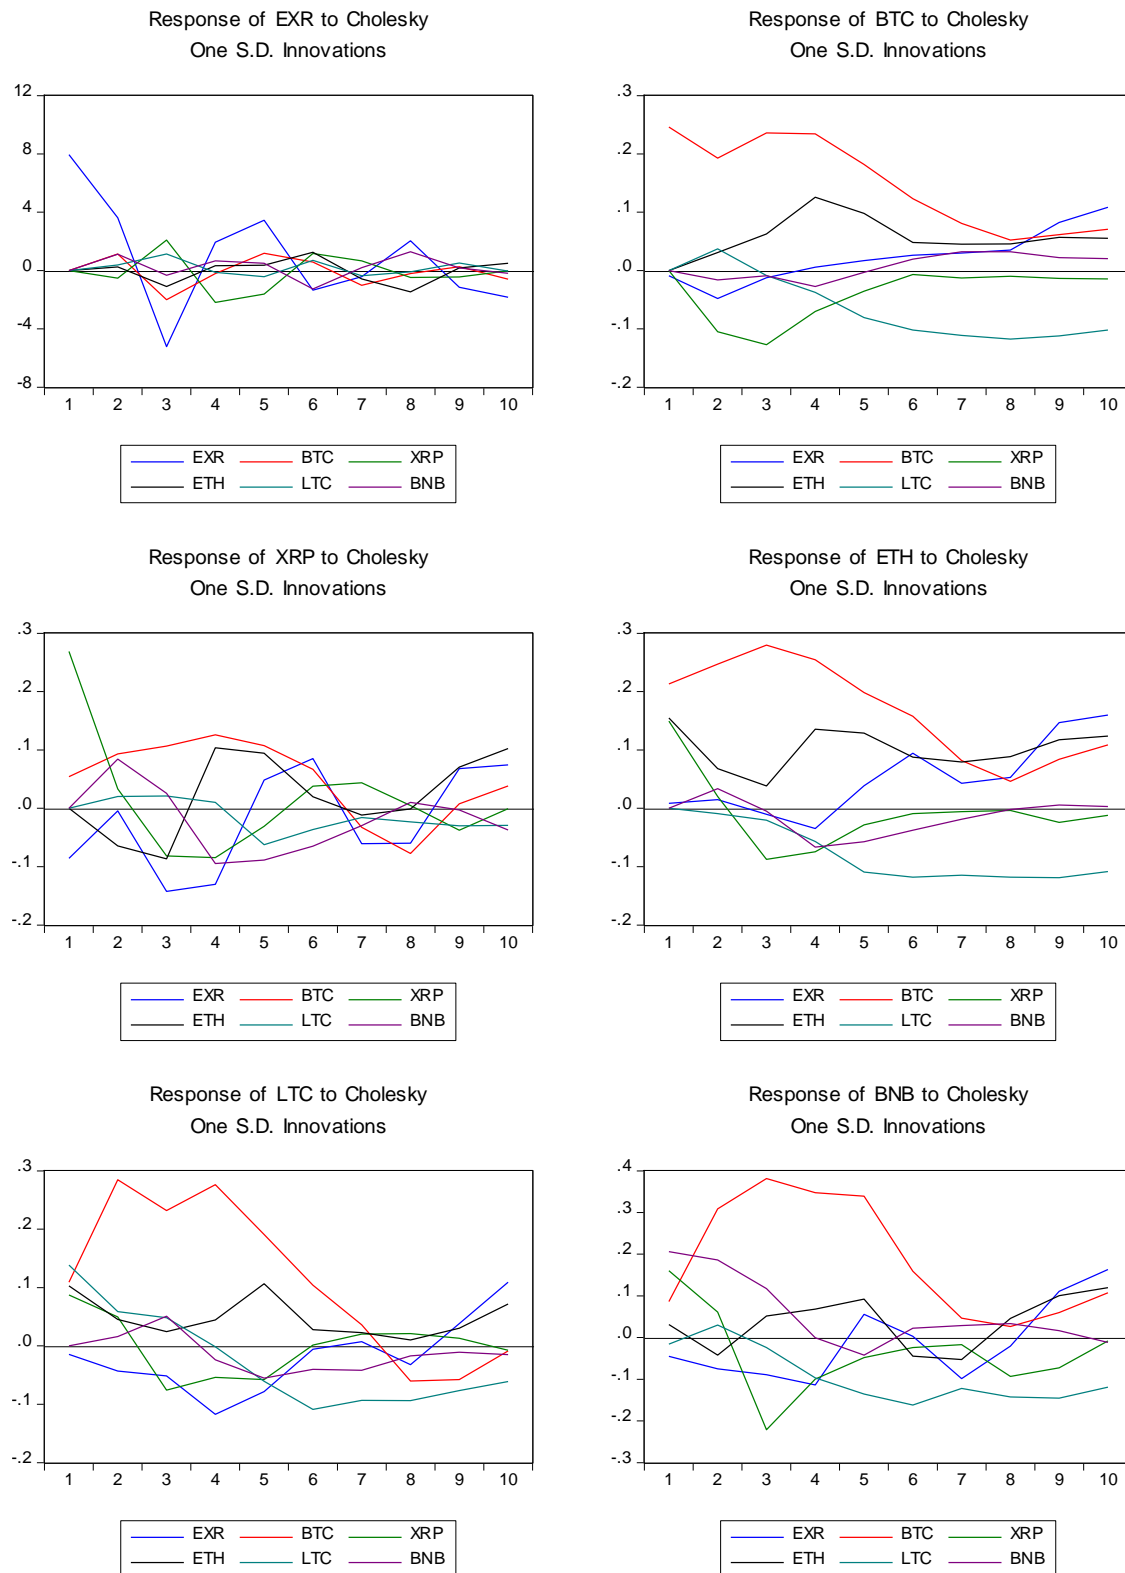 Response of EXR to Cholesky
One S.D. Innovations
12
8
4
0
-4
-8
1 2 3 4 5 6 7 8 9 10
EXR BTC XRP
ETH LTC BNB
Response of BTC to Cholesky
One S.D. Innovations
.3
.2
.1
.0
-.1
-.2
1 2 3 4 5 6 7 8 9 10
EXR BTC XRP
ETH LTC BNB
Response of XRP to Cholesky
One S.D. Innovations
.3
.2
.1
.0
-.1
-.2
1 2 3 4 5 6 7 8 9 10
EXR BTC XRP
ETH LTC BNB
Response of ETH to Cholesky
One S.D. Innovations
.3
.2
.1
.0
-.1
-.2
1 2 3 4 5 6 7 8 9 10
EXR BTC XRP
ETH LTC BNB
Response of LTC to Cholesky
One S.D. Innovations
.3
.2
.1
.0
-.1
-.2
1 2 3 4 5 6 7 8 9 10
EXR BTC XRP
ETH LTC BNB
Response of BNB to Cholesky
One S.D. Innovations
.4
.3
.2
.1
.0
-.1
-.2
-.3
1 2 3 4 5 6 7 8 9 10
EXR BTC XRP
ETH LTC BNB